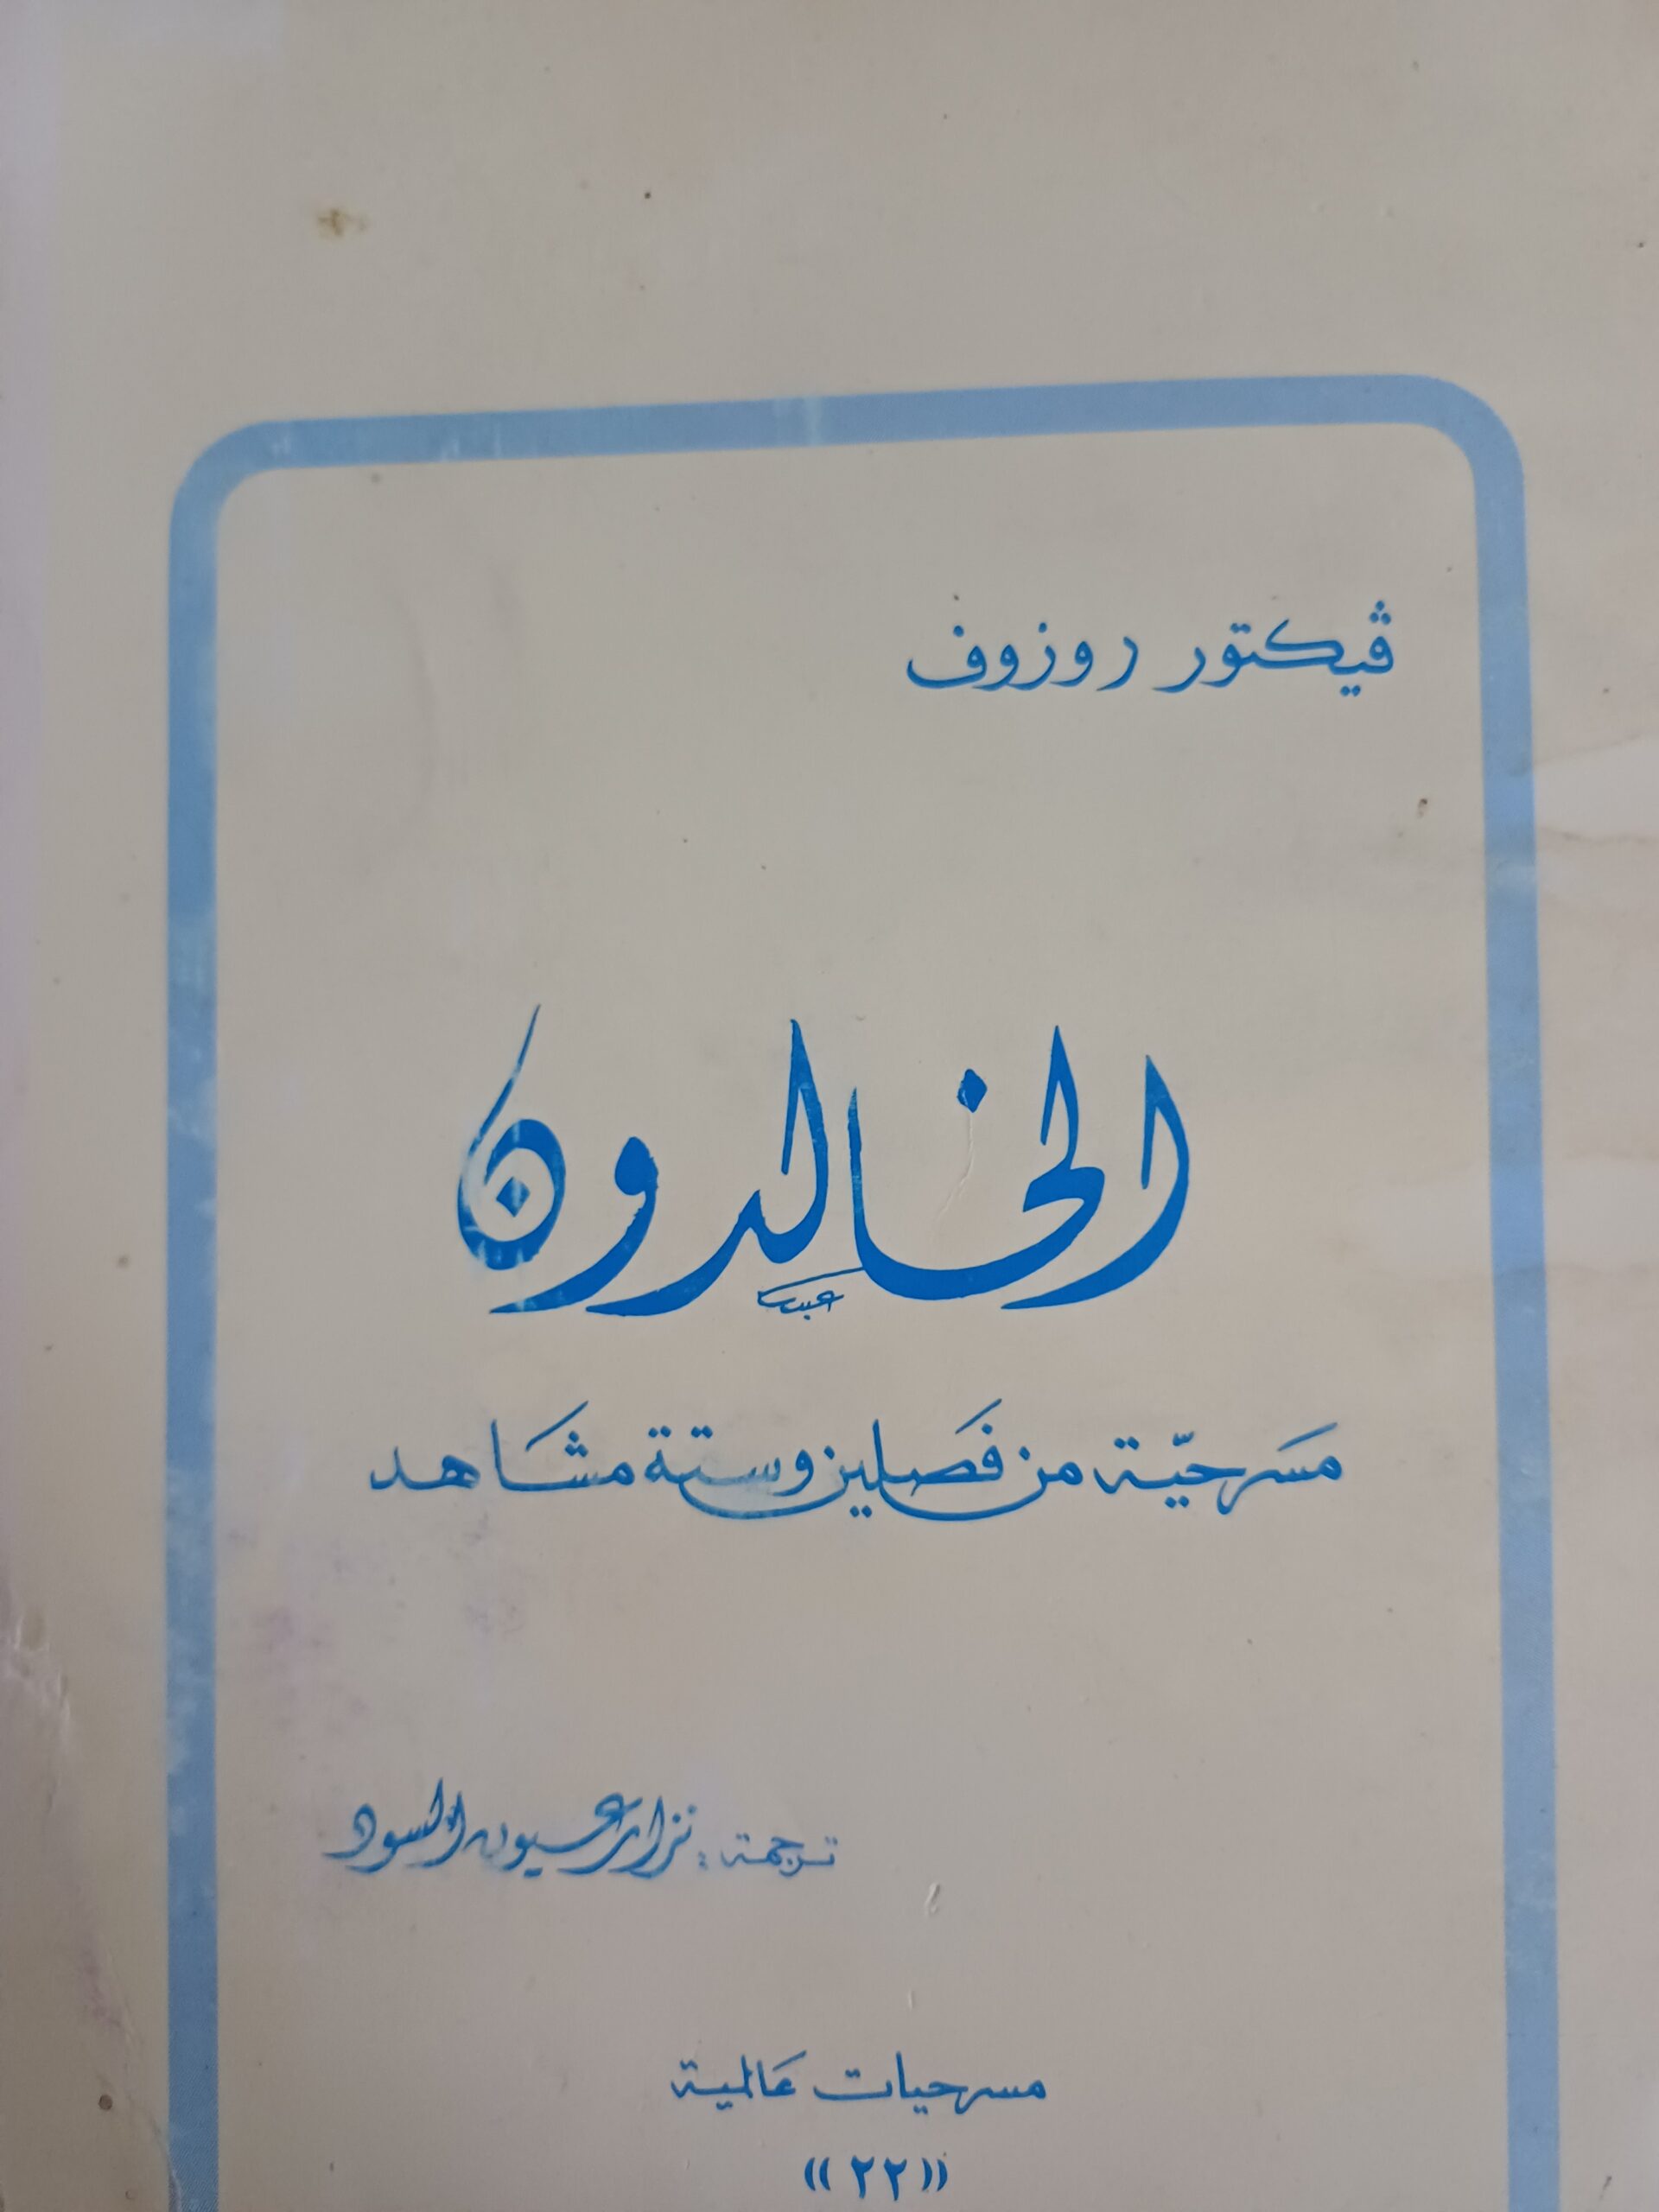 ڤيكتور روزوف
الخالدون
مسرحيّة من فصلين وستة مشاهد
ترجمة : نزار عيون السود
مسرحيات عالمية
«٢٢»